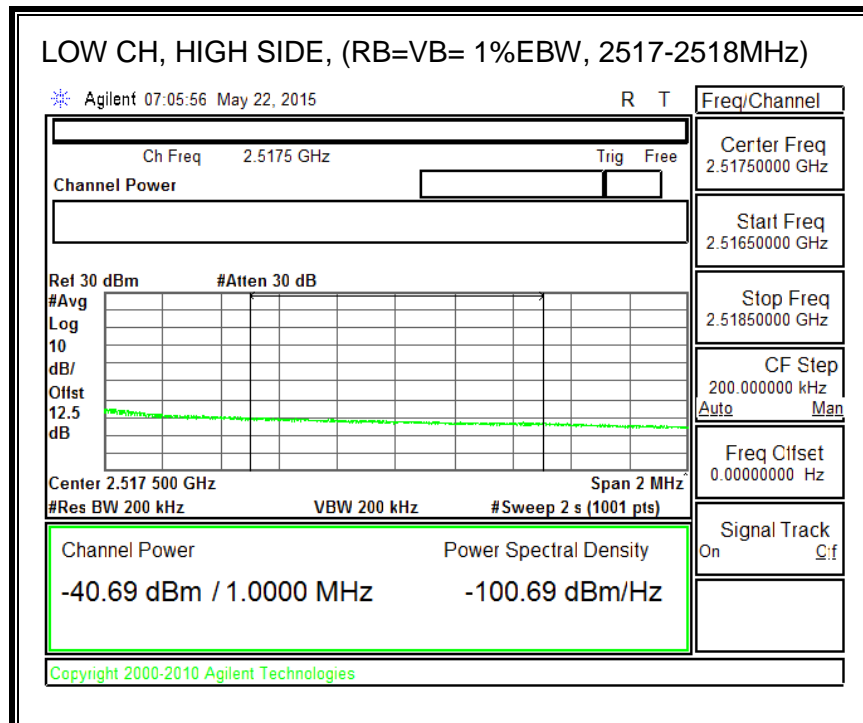 LOW CH, HIGH SIDE, (RB=VB= 1%EBW, 2517-2518MHz)
Agilent 07:05:56 May 22, 2015 R T
Freq/Channel
Ch Freq 2.5175 GHz Trig Free
Channel Power
Center Freq
2.51750000 GHz
Start Freq
2.51650000 GHz
Stop Freq
2.51850000 GHz
CF Step
200.000000 kHz
Auto Man
Freq Offset
0.00000000 Hz
Signal Track
On Off
Ref 30 dBm #Atten 30 dB
#Avg
Log
10
dB/
Offst
12.5
dB
Center 2.517 500 GHz Span 2 MHz
#Res BW 200 kHz VBW 200 kHz #Sweep 2 s (1001 pts)
Channel Power Power Spectral Density
-40.69 dBm / 1.0000 MHz -100.69 dBm/Hz
Copyright 2000-2010 Agilent Technologies